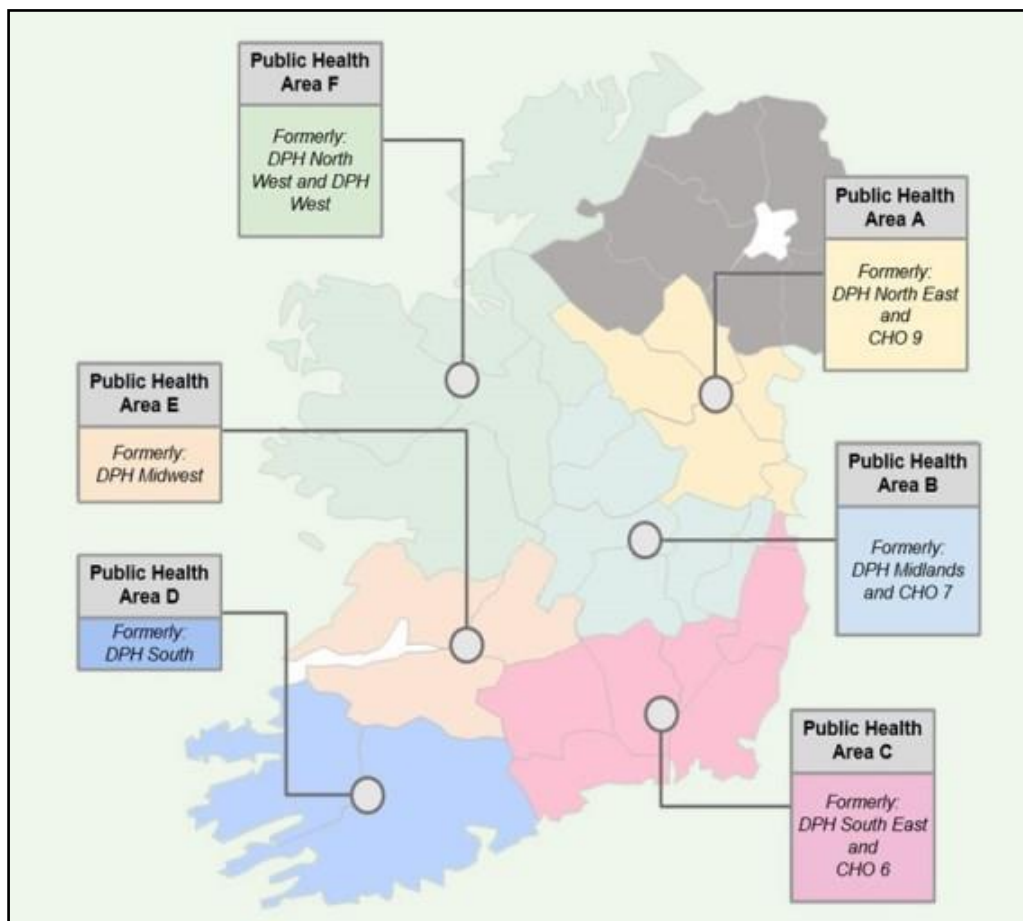 Public Health
Area F
Formerly:
DPH North
West and DPH
West
Public Health
Area A
Formerly:
DPH North East
and
CHO 9
Public Health
Area E
Formerly:
DPH Midwest
Public Health
Area B
Formerly:
DPH Midlands
and CHO 7
Public Health
Area D
Formerly:
DPH South
Public Health
Area C
Formerly:
DPH South East
and
CHO 6